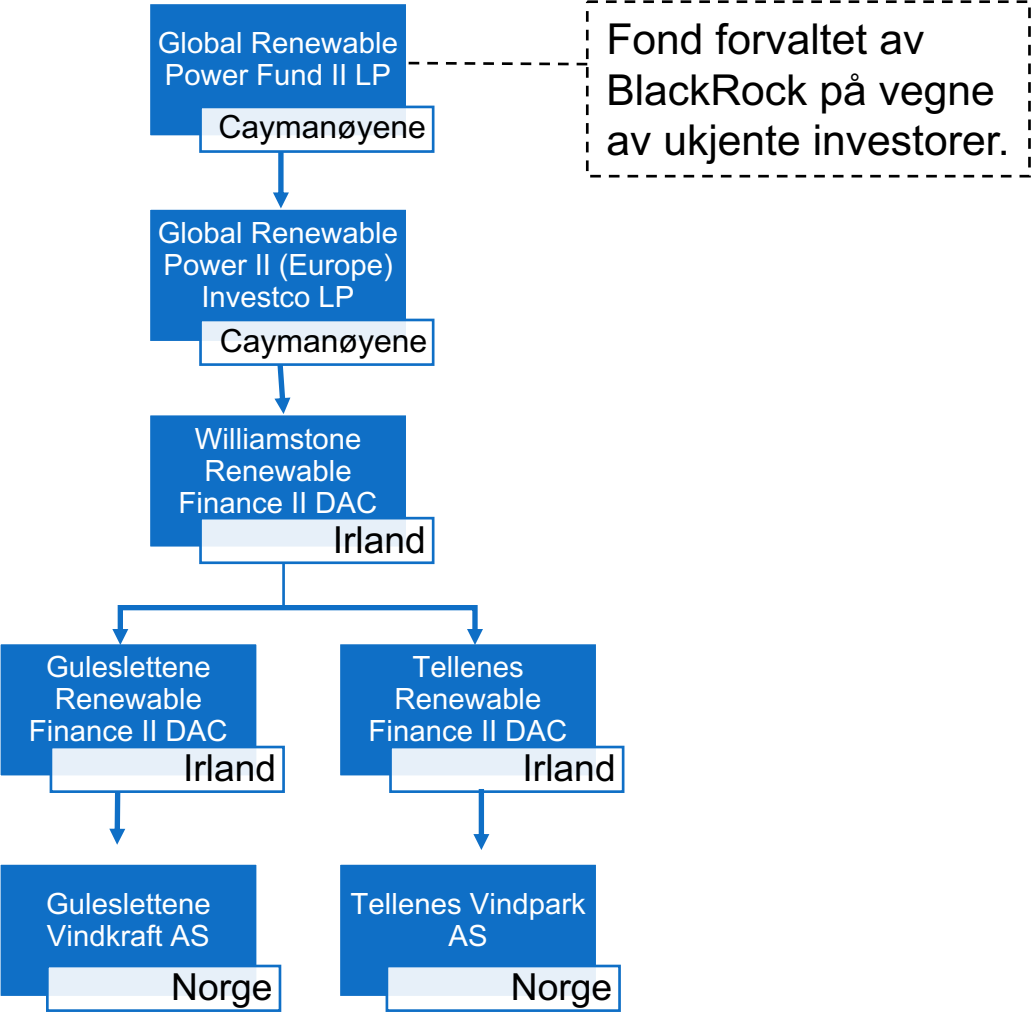 Global Renewable
Power Fund II LP
Caymanøyene
Fond forvaltet av
BlackRock på vegne
av ukjente investorer.
Global Renewable
Power II (Europe)
Investco LP
Caymanøyene
Williamstone
Renewable
Finance II DAC
Irland
Guleslettene
Renewable
Finance II DAC
Irland
Tellenes
Renewable
Finance II DAC
Irland
Guleslettene
Vindkraft AS
Norge
Tellenes Vindpark
AS
Norge